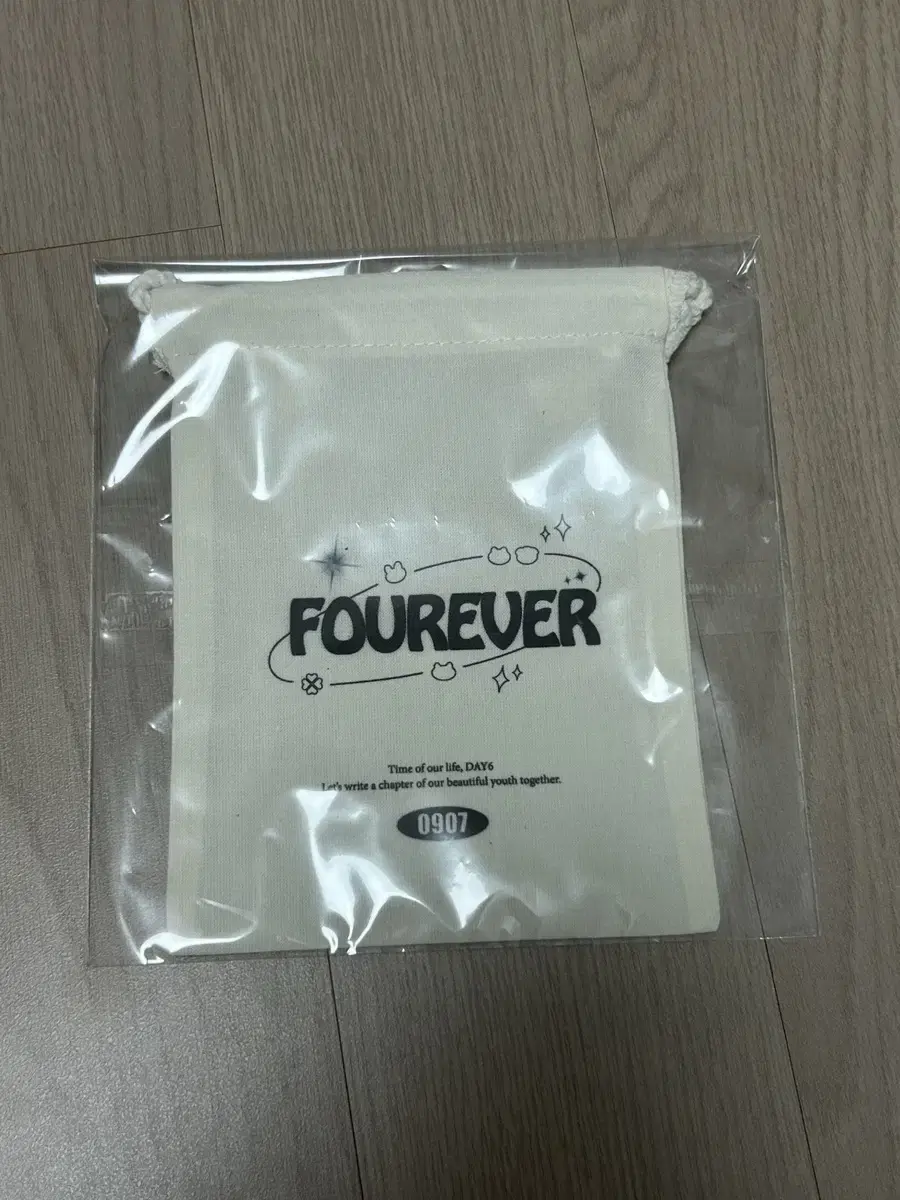 FOUREVER
Time of our life, DAY6
Let's write a chapter of our beautiful youth together.
0907